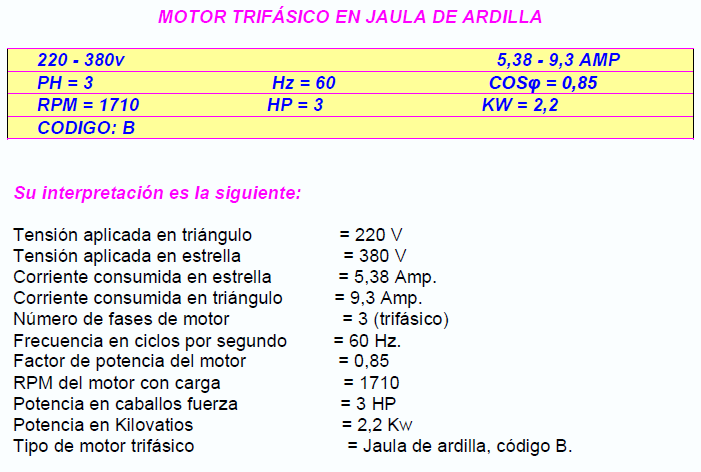 MOTOR TRIFÁSICO EN JAULA DE ARDILLA
220 - 380v 5,38 - 9,3 AMP
PH = 3 Hz = 60 COSφ = 0,85
RPM = 1710 HP = 3 KW = 2,2
CODIGO: B
Su interpretación es la siguiente:
Tensión aplicada en triángulo = 220 V
Tensión aplicada en estrella = 380 V
Corriente consumida en estrella = 5,38 Amp.
Corriente consumida en triángulo = 9,3 Amp.
Número de fases de motor = 3 (trifásico)
Frecuencia en ciclos por segundo = 60 Hz.
Factor de potencia del motor = 0,85
RPM del motor con carga = 1710
Potencia en caballos fuerza = 3 HP
Potencia en Kilovatios = 2,2 Kw
Tipo de motor trifásico = Jaula de ardilla, código B.